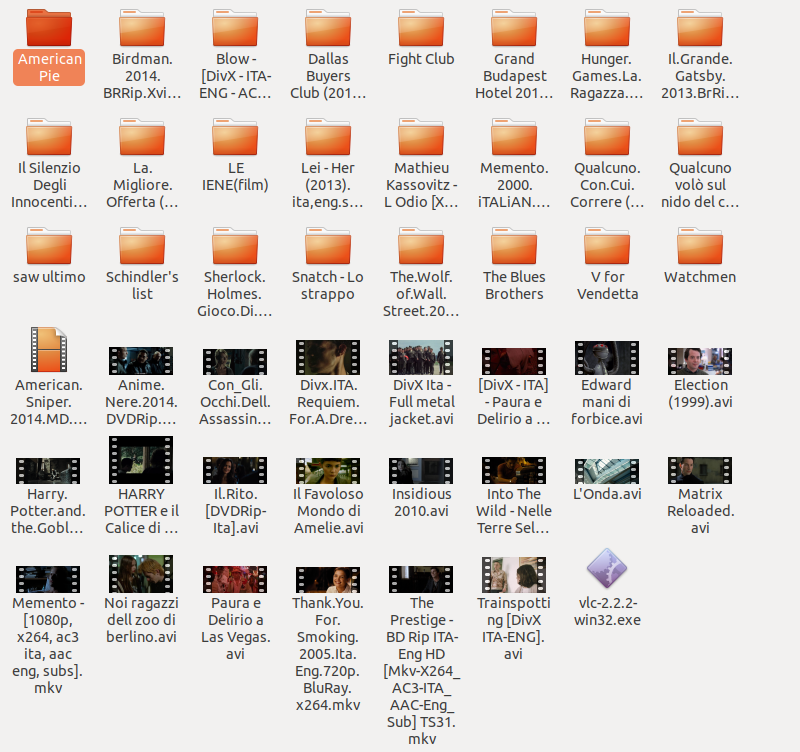 American
Pie
Birdman.
2014.
BRRip.Xvi...
Blow -
[DivX - ITA-
ENG - AC...
Dallas
Buyers
Club (201...
Fight Club
Grand
Budapest
Hotel 201...
Hunger.
Games.La.
Ragazza....
Il.Grande.
Gatsby.
2013.BrRi...
Il Silenzio
Degli
Innocenti...
La.
Migliore.
Offerta (...
LE
IENE(film)
Lei - Her
(2013).
ita,eng.s...
Mathieu
Kassovitz -
L Odio [X...
Memento.
2000.
iTALiAN....
Qualcuno.
Con.Cui.
Correre (...
Qualcuno
volò sul
nido del c...
saw ultimo
Schindler's
list
Sherlock.
Holmes.
Gioco.Di....
Snatch - Lo
strappo
The.Wolf.
of.Wall.
Street.20...
The Blues
Brothers
V for
Vendetta
Watchmen
American.
Sniper.
2014.MD....
Anime.
Nere.2014.
DVDRip....
Con_Gli.
Occhi.Dell.
Assassin...
Divx.ITA.
Requiem.
For.A.Dre...
DivX Ita -
Full metal
jacket.avi
[DivX - ITA]
- Paura e
Delirio a ...
Edward
mani di
forbice.avi
Election
(1999).avi
Harry.
Potter.and.
the.Gobl...
HARRY
POTTER e il
Calice di ...
Il.Rito.
[DVDRip-
Ita].avi
Il Favoloso
Mondo di
Amelie.avi
Insidious
2010.avi
Into The
Wild - Nelle
Terre Sel...
L'Onda.avi
Matrix
Reloaded.
avi
Memento -
[1080p,
x264, ac3
ita, aac
eng, subs].
mkv
Noi ragazzi
dell zoo di
berlino.avi
Paura e
Delirio a
Las Vegas.
avi
Thank.You.
For.
Smoking.
2005.Ita.
Eng.720p.
BluRay.
x264.mkv
The
Prestige -
BD Rip ITA-
Eng HD
[Mkv-X264_
AC3-ITA_
AAC-Eng_
Sub] TS31.
mkv
Trainspotti
ng [DivX
ITA-ENG].
avi
vlc-2.2.2-
win32.exe